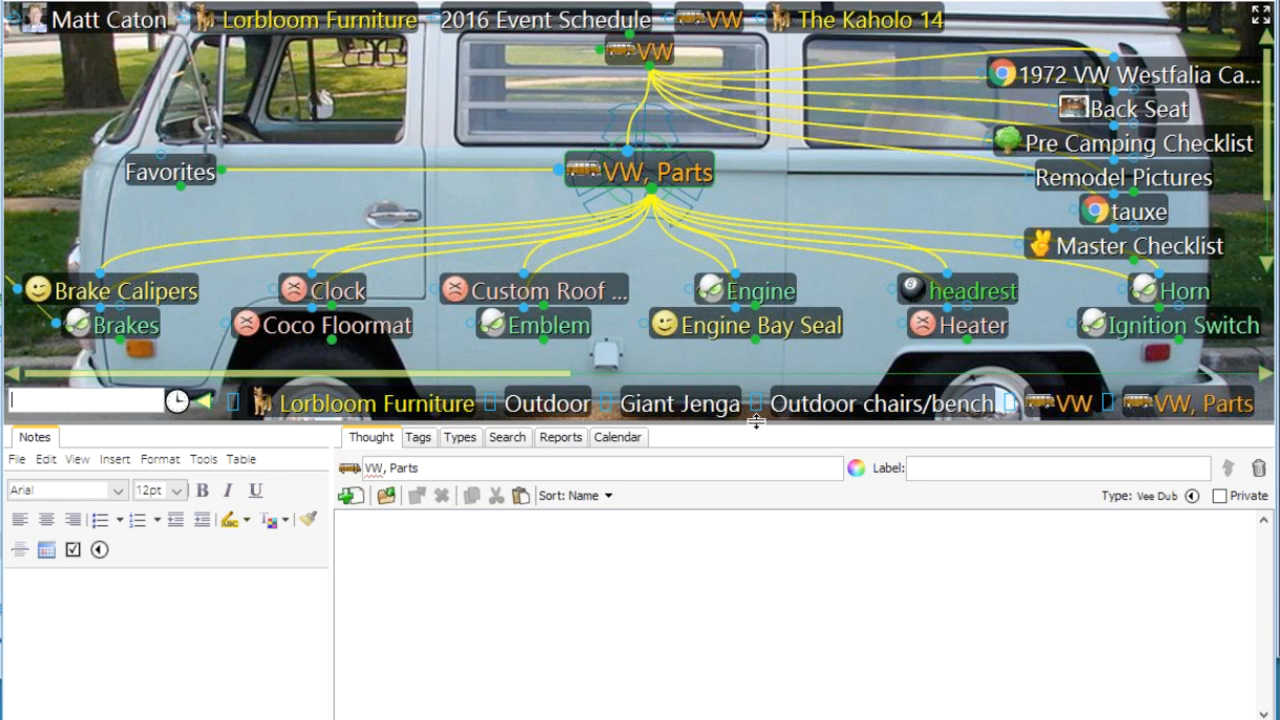 Matt Caton Lorbloom Furniture 2016 Event Schedule VW The Kaholo 14
VW
1972 VW Westfalia Ca...
Back Seat
Pre Camping Checklist
Favorites VW, Parts Remodel Pictures
tauxe
Master Checklist
Brake Calipers Clock Custom Roof ... Engine headrest Horn
Brakes Coco Floormat Emblem Engine Bay Seal Heater Ignition Switch
Lorbloom Furniture Outdoor Giant Jenga Outdoor chairs/bench VW VW, Parts
Notes Thought Tags Types Search Reports Calendar
File Edit View Insert Format Tools Table
VW, Parts Label:
Arial 12pt B I U
Sort: Name Type: Vee Dub Private
ABC
T